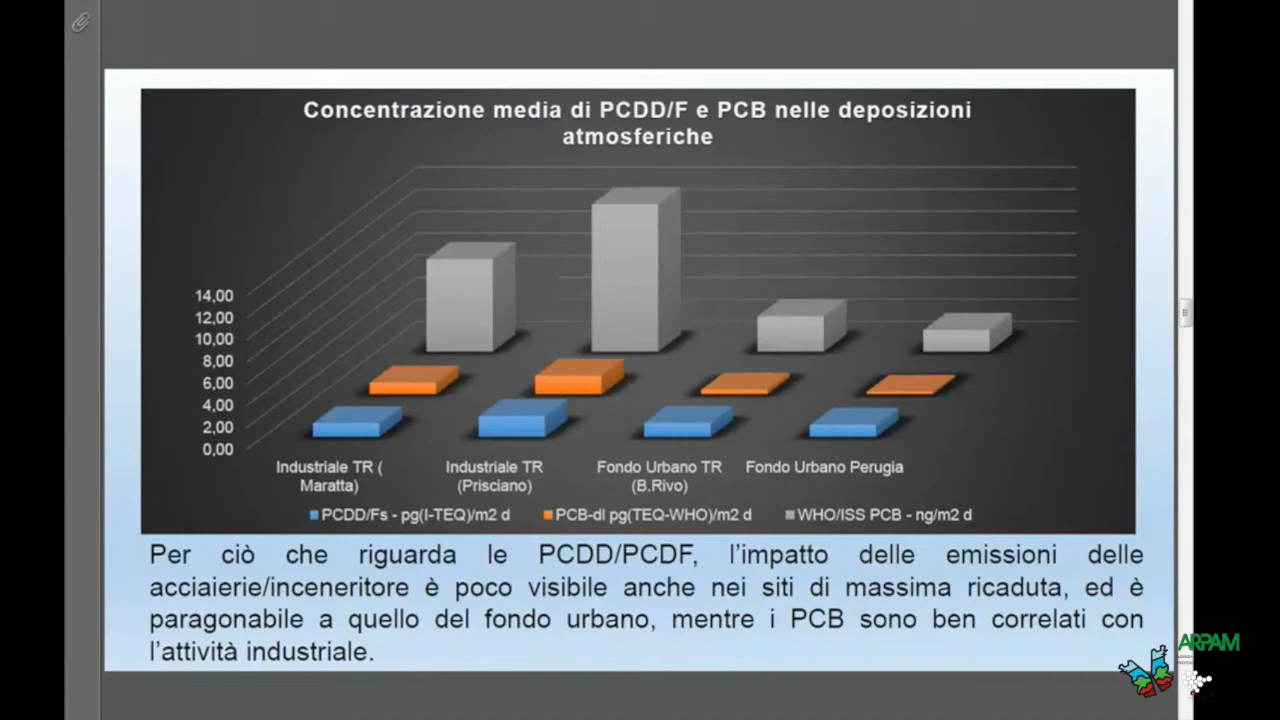 Concentrazione media di PCDD/F e PCB nelle deposizioni
atmosferiche
14,00
12,00
10,00
8,00
6,00
4,00
2,00
0,00
Industriale TR (
Maratta)
Industriale TR
(Prisciano)
Fondo Urbano TR
(B.Rivo)
Fondo Urbano Perugia
PCDD/Fs - pg(I-TEQ)/m2 d
PCB-dl pg(TEQ-WHO)/m2 d
WHO/ISS PCB - ng/m2 d
Per ciò che riguarda le PCDD/PCDF, l’impatto delle emissioni delle
acciaierie/inceneritore è poco visibile anche nei siti di massima ricaduta, ed è
paragonabile a quello del fondo urbano, mentre i PCB sono ben correlati con
l’attività industriale.
ARPAM